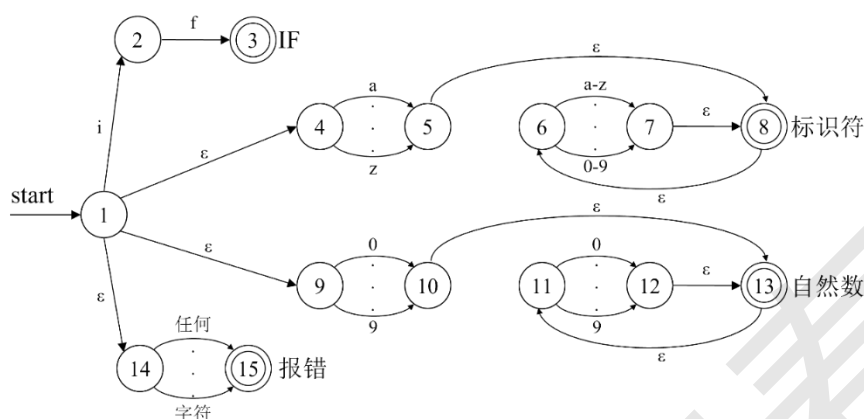 f
2
3
IF
ε
i
a
a-z
4
5
6
7
ε
8
标识符
ε
z
0-9
ε
start
1
ε
ε
0
0
9
10
11
12
ε
13
自然数
ε
9
9
ε
任何
14
15
报错
字符